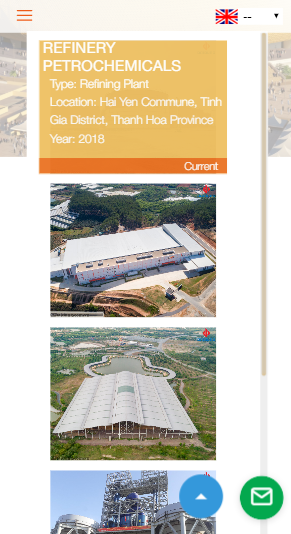 --
REFINERY
PETROCHEMICALS
Type: Refining Plant
Location: Hai Yen Commune, Tinh
Gia District, Thanh Hoa Province
Year: 2018
Current